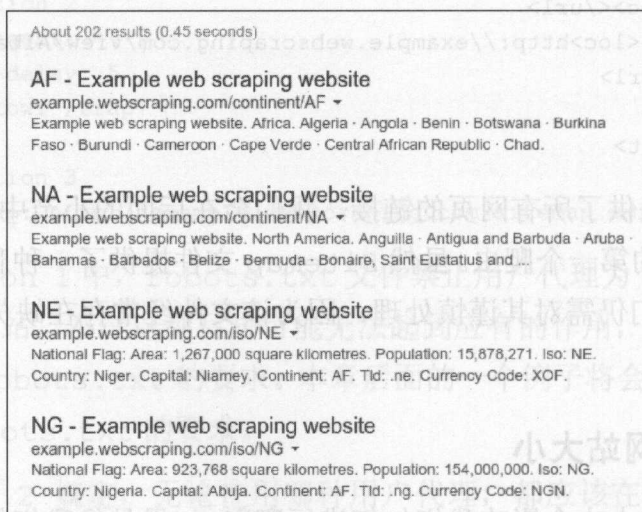 About 202 results (0.45 seconds)
AF - Example web scraping website
example.webscraping.com/continent/AF
Example web scraping website. Africa. Algeria · Angola · Benin · Botswana · Burkina
Faso · Burundi · Cameroon · Cape Verde · Central African Republic · Chad.
NA - Example web scraping website
example.webscraping.com/continent/NA
Example web scraping website. North America. Anguilla · Antigua and Barbuda · Arub
Bahamas · Barbados · Belize · Bermuda · Bonaire, Saint Eustatius and ...
NE - Example web scraping website
example.webscraping.com/iso/NE
National Flag: Area: 1,267,000 square kilometres. Population: 15,878,271. Iso: NE.
Country: Niger. Capital: Niamey. Continent: AF. Tld: .ne. Currency Code: XOF.
NG - Example web scraping website
example.webscraping.com/iso/NG
National Flag: Area: 923,768 square kilometres. Population: 154,000,000. Iso: NG.
Country: Nigeria. Capital: Abuja. Continent: AF. Tld: .ng. Currency Code: NGN.